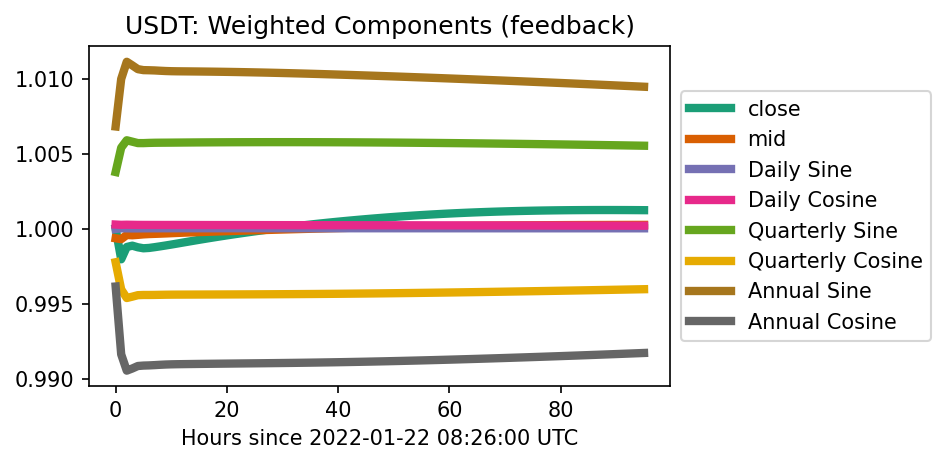 USDT: Weighted Components (feedback)
1.010
1.005
1.000
0.995
0.990
0
20
40
60
80
Hours since 2022-01-22 08:26:00 UTC
close
mid
Daily Sine
Daily Cosine
Quarterly Sine
Quarterly Cosine
Annual Sine
Annual Cosine